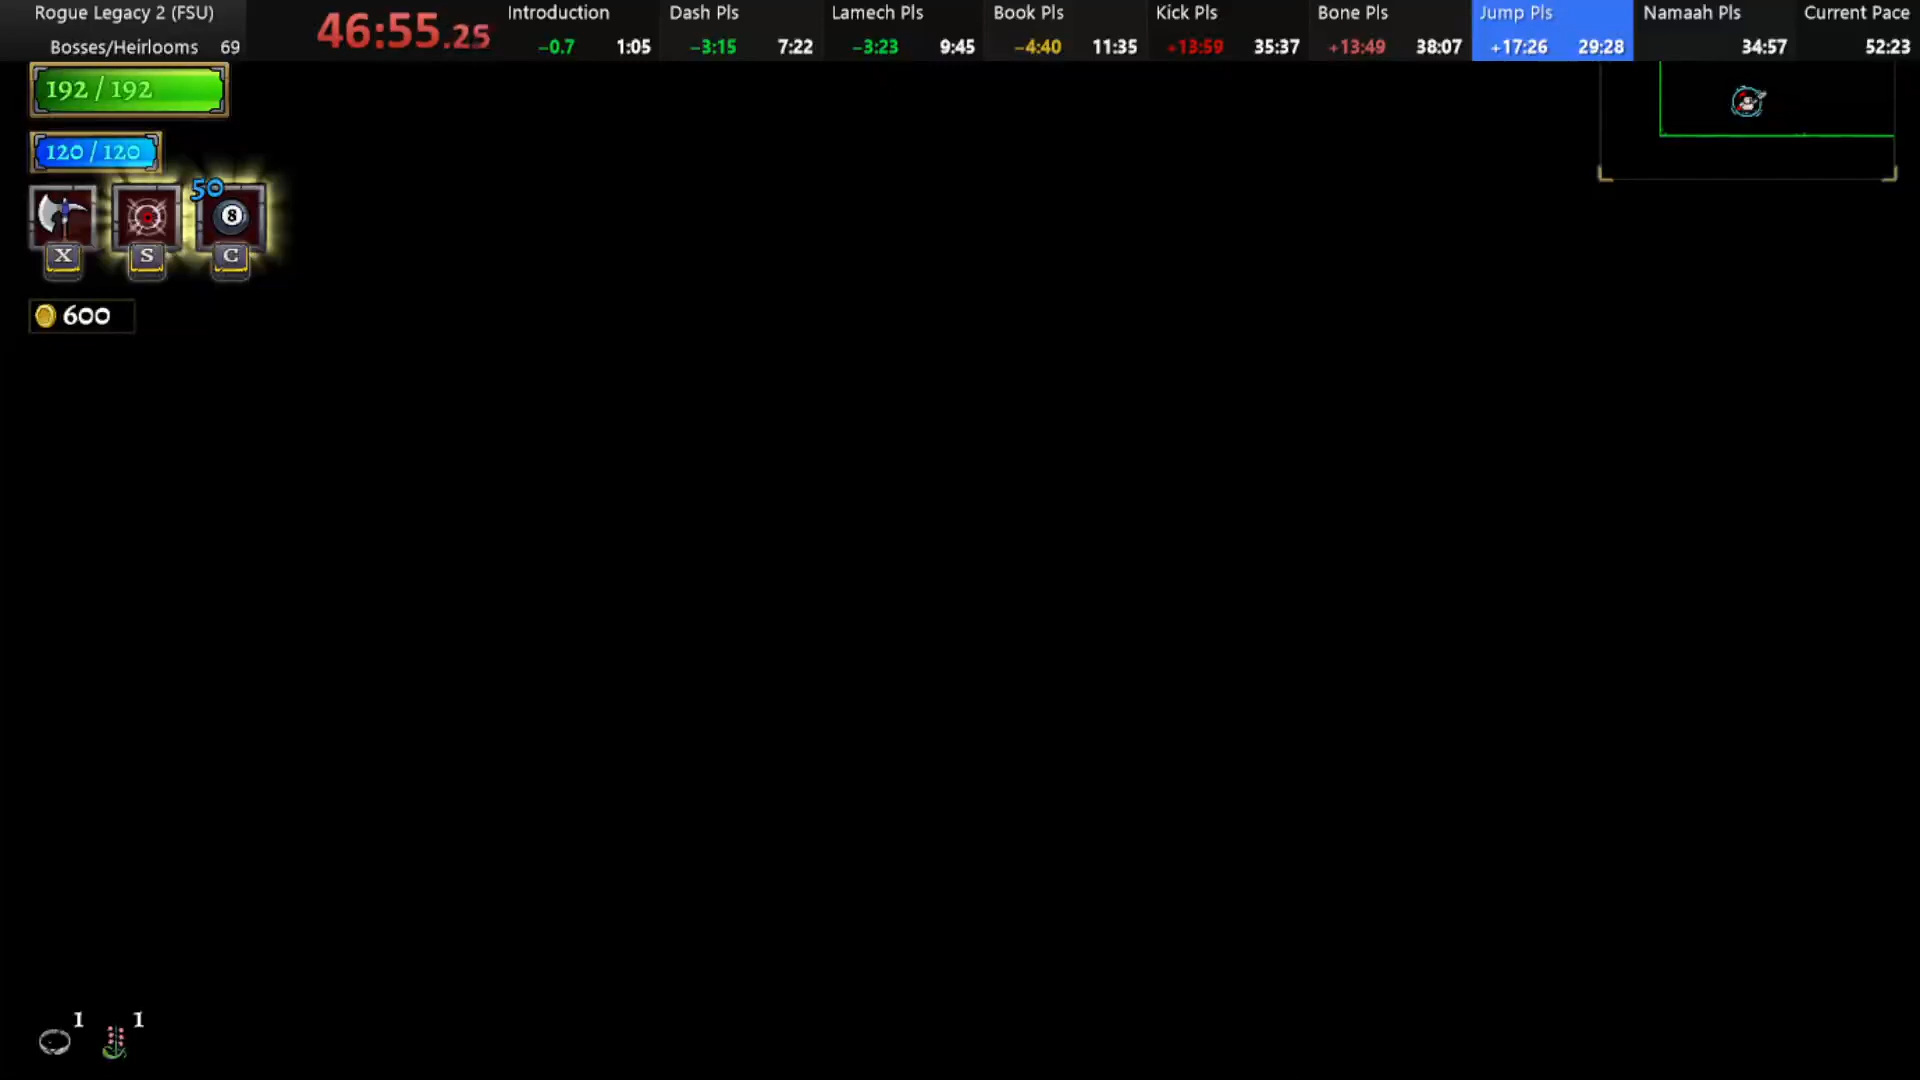 Rogue Legacy 2 (FSU)
Bosses/Heirlooms 69
46:55.25
Introduction
−0.7 1:05
Dash Pls
−3:15 7:22
Lamech Pls
−3:23 9:45
Book Pls
−4:40 11:35
Kick Pls
+13:59 35:37
Bone Pls
+13:49 38:07
Jump Pls
+17:26 29:28
Namaah Pls
34:57
Current Pace
52:23
192 / 192
120 / 120
50
8
X S C
600
1 1